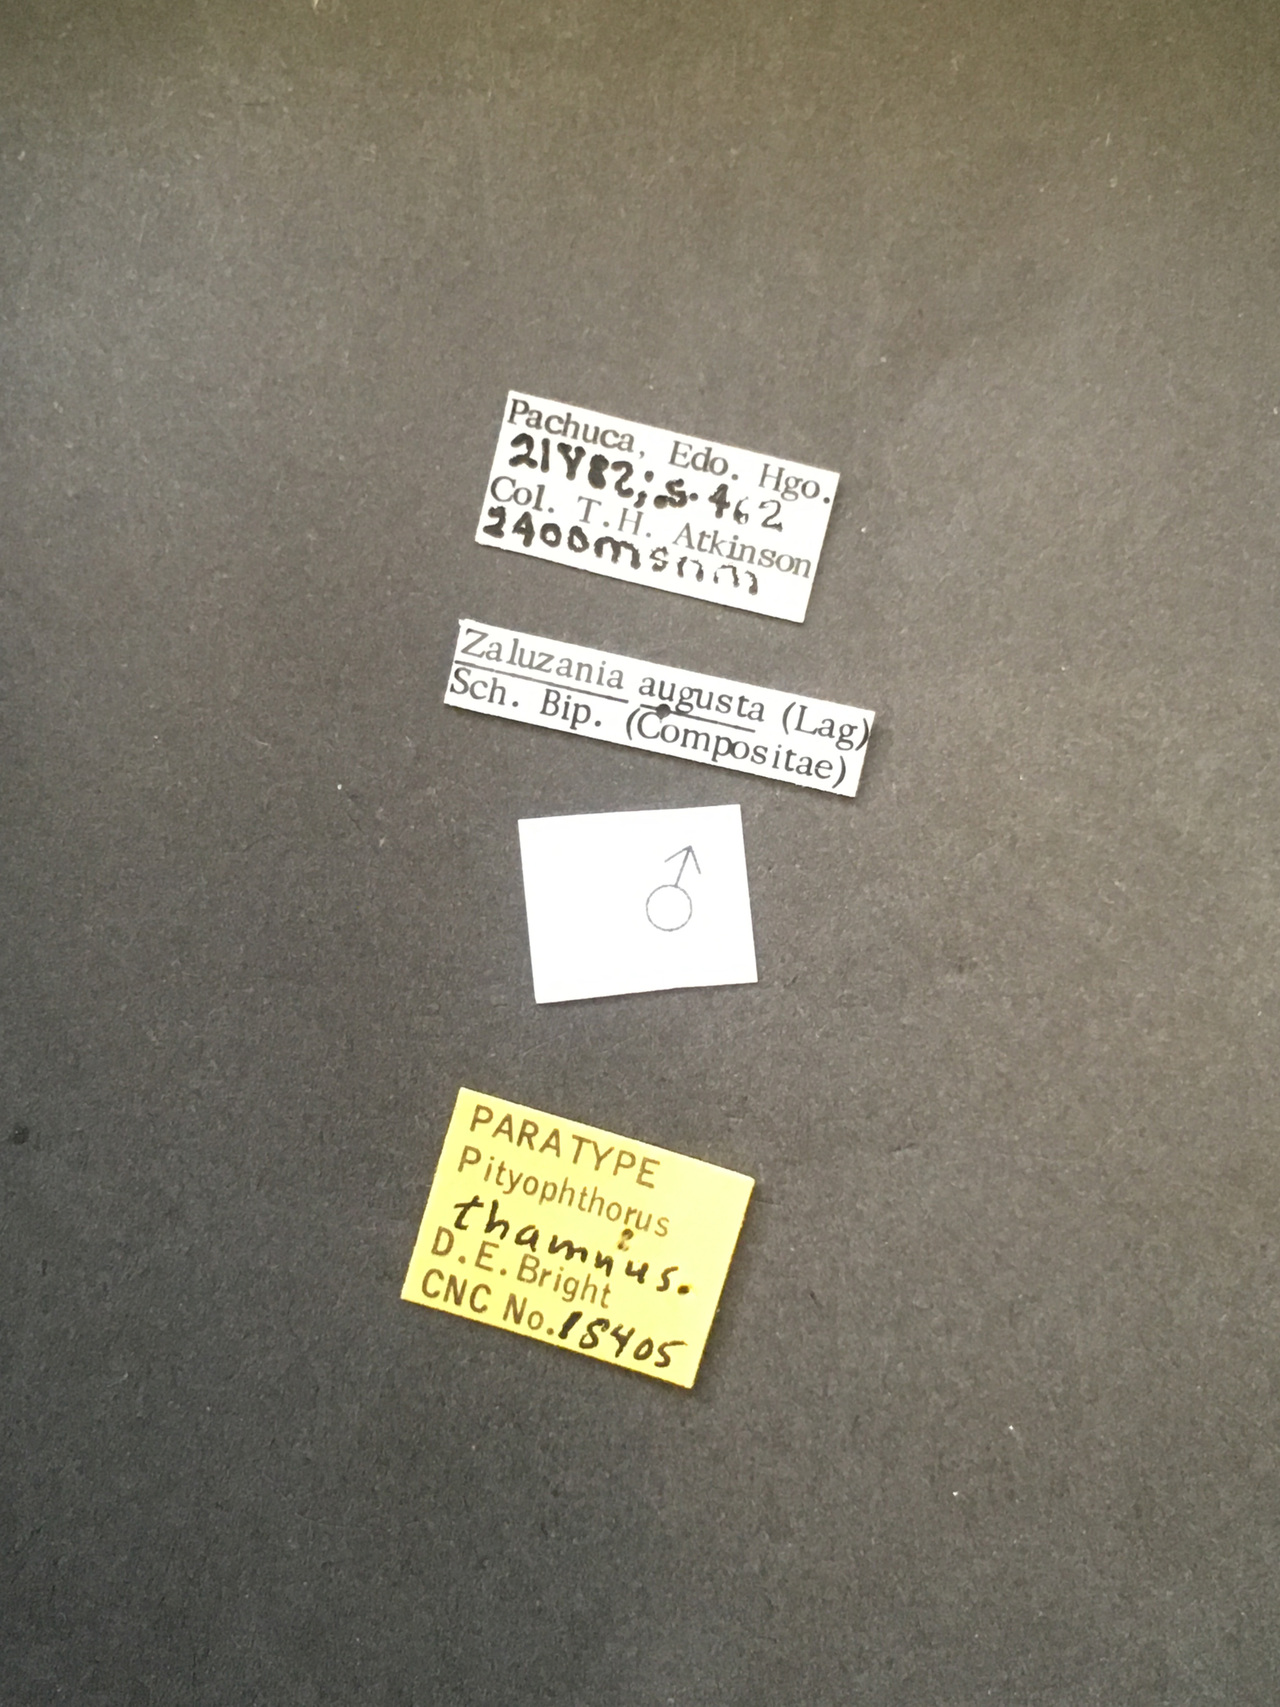 Pachuca, Edo. Hgo.
21V82; S.462
Col. T.H. Atkinson
2400msnm
Zaluzania augusta (Lag)
Sch. Bip. (Compositae)
♂
PARATYPE
Pityophthorus
thamnus.
D.E. Bright
CNC No. 18405